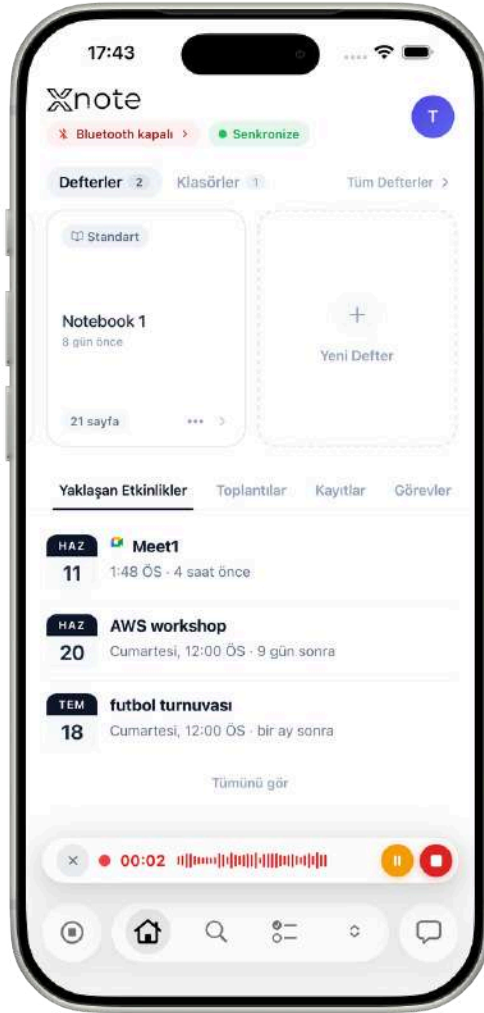 17:43
Xnote
T
Bluetooth kapalı >
Senkronize
Defterler 2
Klasörler 1
Tüm Defterler >
Standart
Notebook 1
8 gün önce
21 sayfa
Yeni Defter
Yaklaşan Etkinlikler
Toplantılar
Kayıtlar
Görevler
HAZ
11
Meet1
1:48 ÖS · 4 saat önce
HAZ
20
AWS workshop
Cumartesi, 12:00 ÖS · 9 gün sonra
TEM
18
futbol turnuvası
Cumartesi, 12:00 ÖS · bir ay sonra
Tümünü gör
00:02